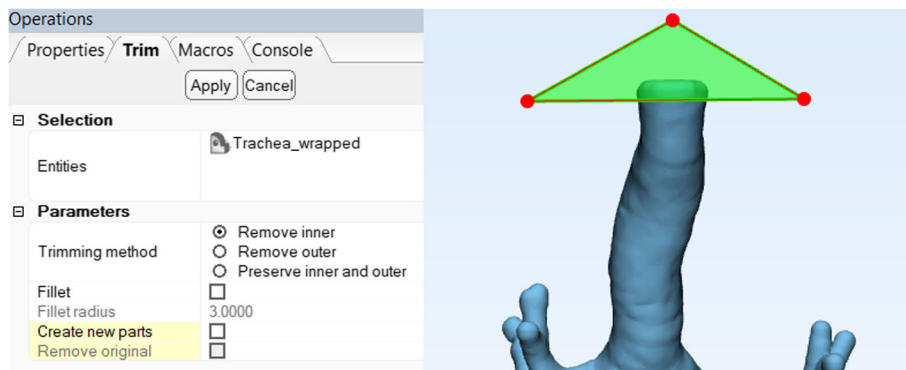 Operations
Properties Trim Macros Console
Apply Cancel
Selection
Entities Trachea_wrapped
Parameters
Trimming method
Remove inner
Remove outer
Preserve inner and outer
Fillet
Fillet radius 3.0000
Create new parts
Remove original